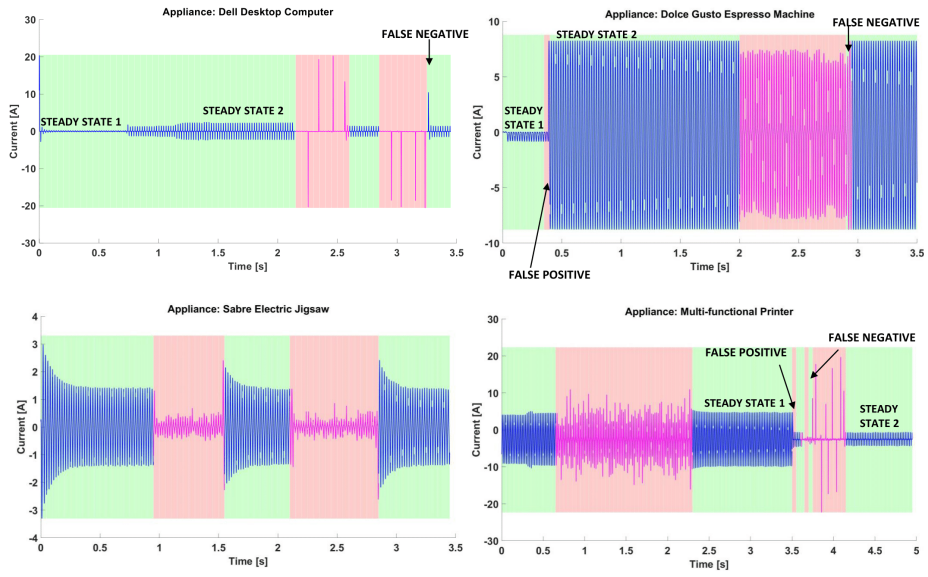 Appliance: Dell Desktop Computer
30
20
10
0
-10
-20
-30
Current [A]
FALSE NEGATIVE
STEADY STATE 1
STEADY STATE 2
0 0.5 1 1.5 2 2.5 3 3.5
Time [s]
Appliance: Dolce Gusto Espresso Machine
10
5
0
-5
-10
Current [A]
STEADY STATE 2
FALSE NEGATIVE
STEADY
STATE 1
0 0.5 1 1.5 2 2.5 3 3.5
Time [s]
FALSE POSITIVE
Appliance: Sabre Electric Jigsaw
4
3
2
1
0
-1
-2
-3
-4
Current [A]
0 0.5 1 1.5 2 2.5 3 3.5
Time [s]
Appliance: Multi-functional Printer
30
20
10
0
-10
-20
-30
Current [A]
FALSE NEGATIVE
FALSE POSITIVE
STEADY STATE 1
STEADY
STATE 2
0 0.5 1 1.5 2 2.5 3 3.5 4 4.5 5
Time [s]